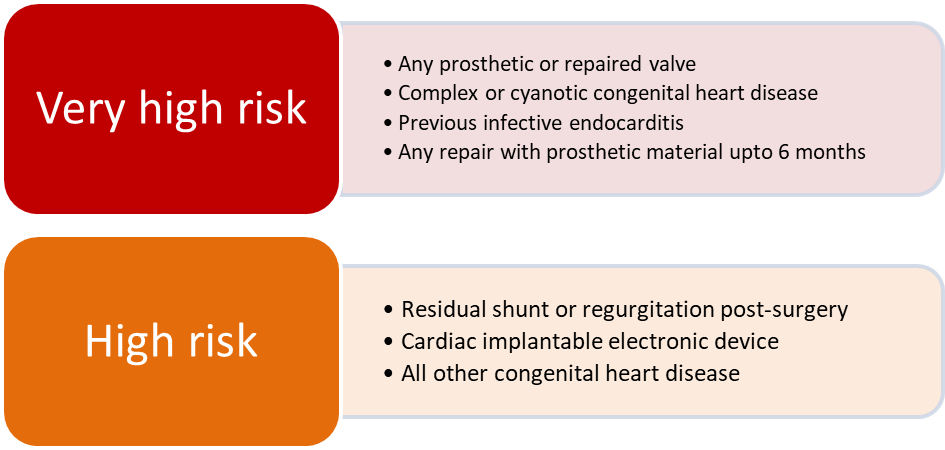 Very high risk
• Any prosthetic or repaired valve
• Complex or cyanotic congenital heart disease
• Previous infective endocarditis
• Any repair with prosthetic material upto 6 months
High risk
• Residual shunt or regurgitation post-surgery
• Cardiac implantable electronic device
• All other congenital heart disease